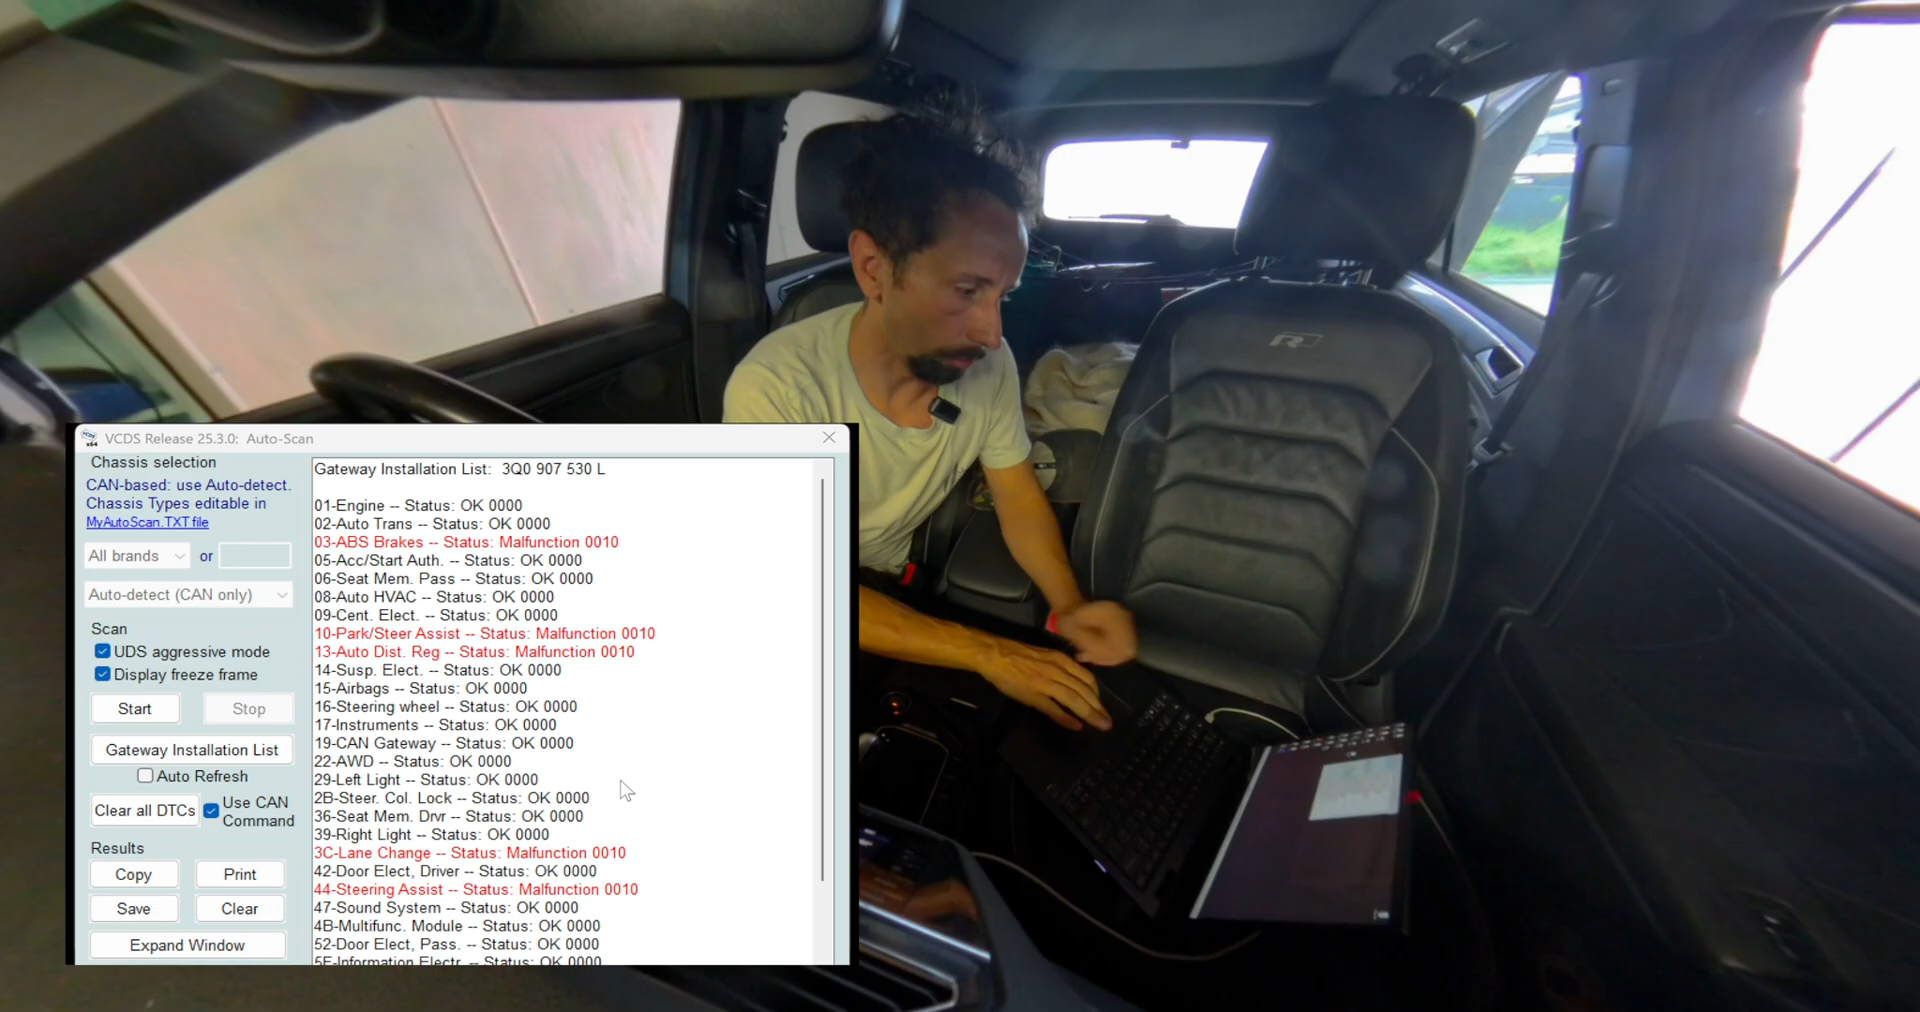 VCDS Release 25.3.0: Auto-Scan
Chassis selection
CAN-based: use Auto-detect.
Chassis Types editable in
MyAutoScan.TXT file
All brands
or
Auto-detect (CAN only)
Scan
UDS aggressive mode
Display freeze frame
Start
Stop
Gateway Installation List
Auto Refresh
Clear all DTCs
Use CAN
Command
Results
Copy
Print
Save
Clear
Expand Window
Gateway Installation List: 3Q0 907 530 L
01-Engine -- Status: OK 0000
02-Auto Trans -- Status: OK 0000
03-ABS Brakes -- Status: Malfunction 0010
05-Acc/Start Auth. -- Status: OK 0000
06-Seat Mem. Pass -- Status: OK 0000
08-Auto HVAC -- Status: OK 0000
09-Cent. Elect. -- Status: OK 0000
10-Park/Steer Assist -- Status: Malfunction 0010
13-Auto Dist. Reg -- Status: Malfunction 0010
14-Susp. Elect. -- Status: OK 0000
15-Airbags -- Status: OK 0000
16-Steering wheel -- Status: OK 0000
17-Instruments -- Status: OK 0000
19-CAN Gateway -- Status: OK 0000
22-AWD -- Status: OK 0000
29-Left Light -- Status: OK 0000
2B-Steer. Col. Lock -- Status: OK 0000
36-Seat Mem. Drvr -- Status: OK 0000
39-Right Light -- Status: OK 0000
3C-Lane Change -- Status: Malfunction 0010
42-Door Elect, Driver -- Status: OK 0000
44-Steering Assist -- Status: Malfunction 0010
47-Sound System -- Status: OK 0000
4B-Multifunc. Module -- Status: OK 0000
52-Door Elect, Pass. -- Status: OK 0000
5F-Information Electr. -- Status: OK 0000
R